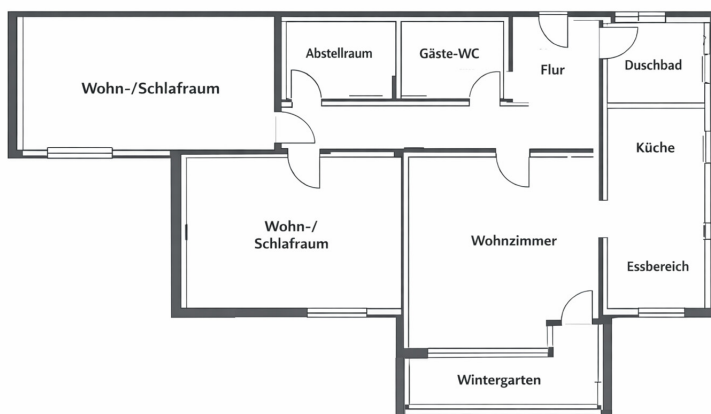 Abstellraum
Gäste-WC
Flur
Duschbad
Wohn-/Schlafraum
Küche
Wohn-/
Schlafraum
Wohnzimmer
Essbereich
Wintergarten